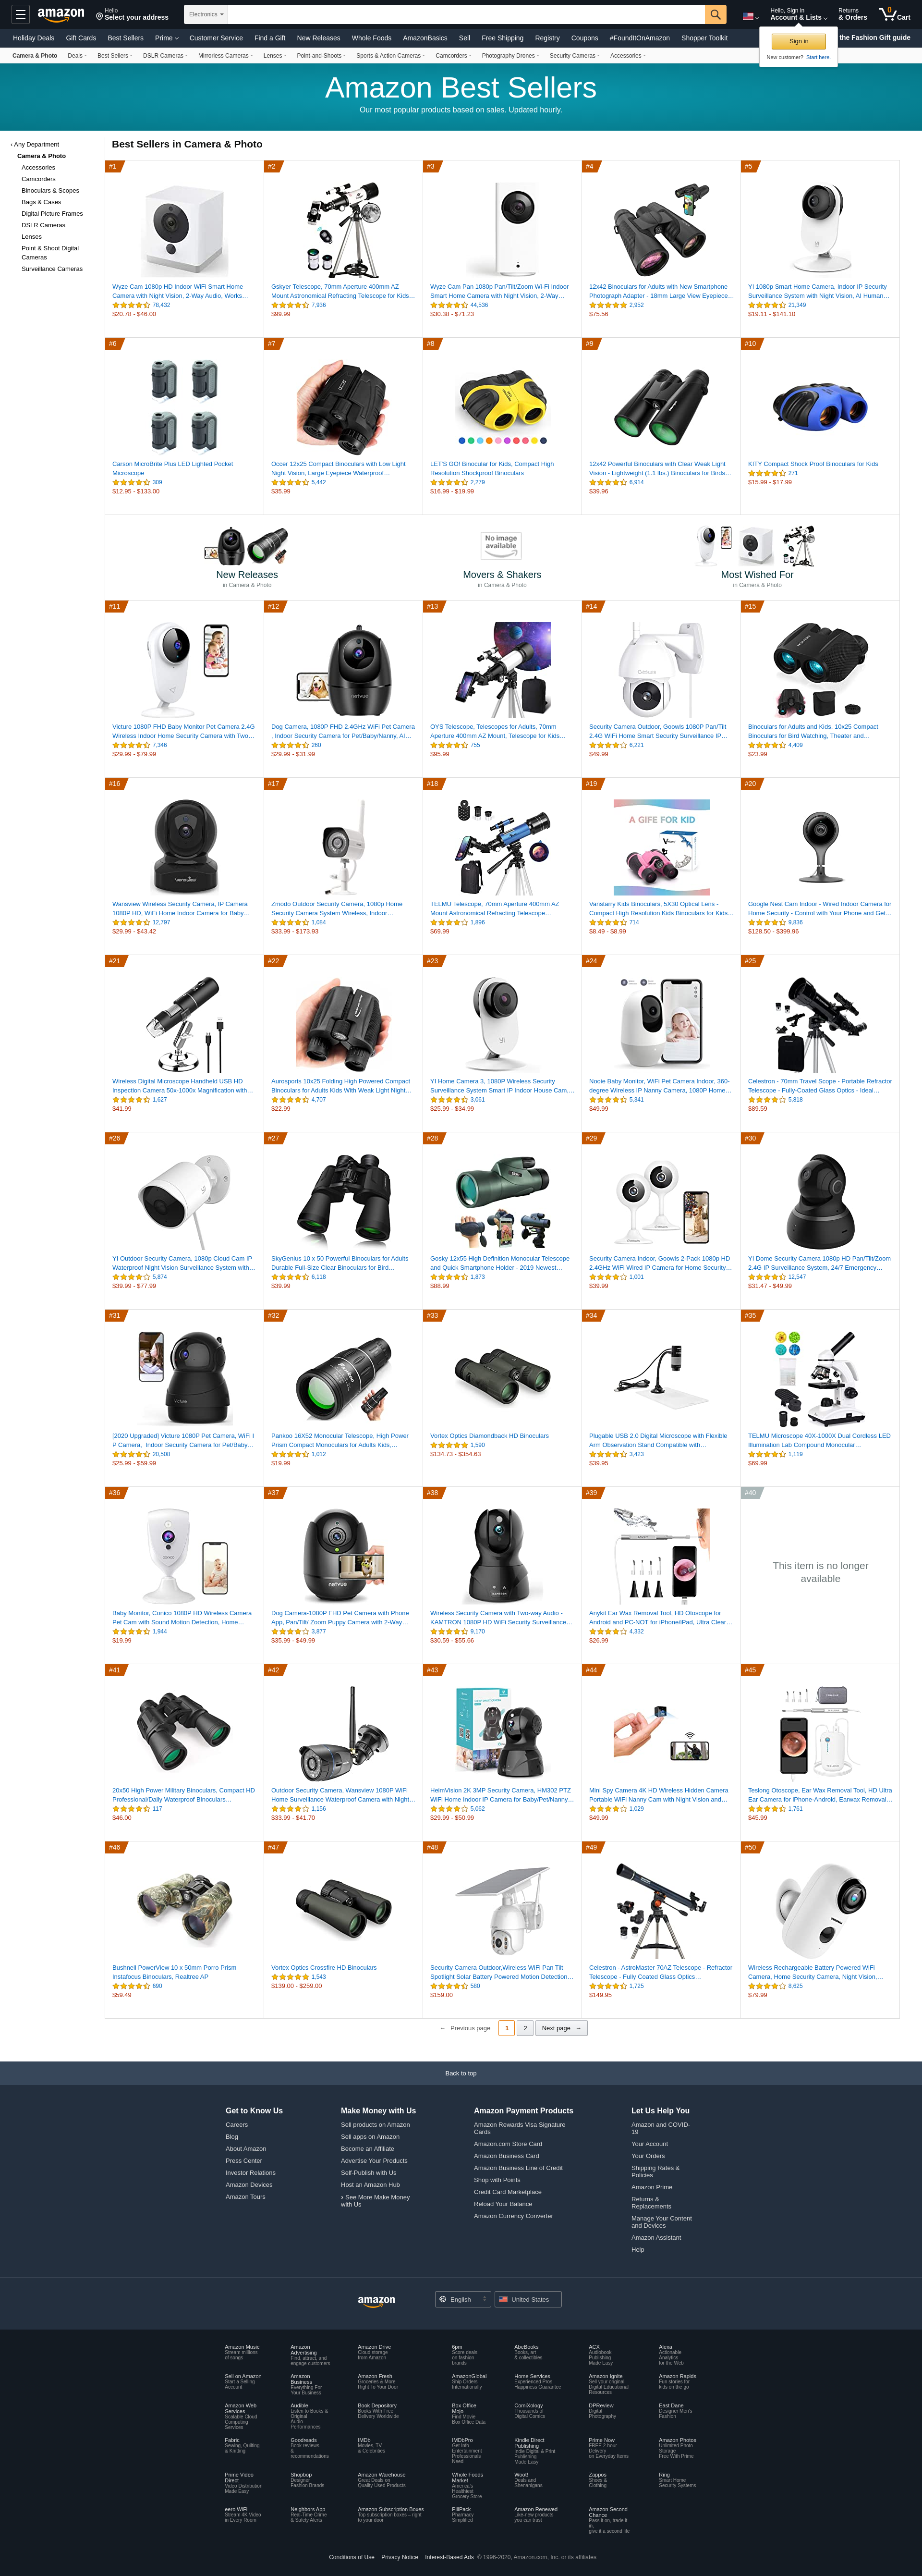 amazon
Hello
Select your address
Electronics
Hello, Sign in
Account & Lists
Returns
& Orders
0
Cart
Holiday Deals
Gift Cards
Best Sellers
Prime
Customer Service
Find a Gift
New Releases
Whole Foods
AmazonBasics
Sell
Free Shipping
Registry
Coupons
#FoundItOnAmazon
Shopper Toolkit
the Fashion Gift guide
Sign in
New customer? Start here.
Camera & Photo
Deals
Best Sellers
DSLR Cameras
Mirrorless Cameras
Lenses
Point-and-Shoots
Sports & Action Cameras
Camcorders
Photography Drones
Security Cameras
Accessories
Amazon Best Sellers
Our most popular products based on sales. Updated hourly.
‹ Any Department
Camera & Photo
Accessories
Camcorders
Binoculars & Scopes
Bags & Cases
Digital Picture Frames
DSLR Cameras
Lenses
Point & Shoot Digital
Cameras
Surveillance Cameras
Best Sellers in Camera & Photo
#1
Wyze Cam 1080p HD Indoor WiFi Smart Home
Camera with Night Vision, 2-Way Audio, Works…
78,432
$20.78 - $46.00
#2
Gskyer Telescope, 70mm Aperture 400mm AZ
Mount Astronomical Refracting Telescope for Kids…
7,936
$99.99
#3
Wyze Cam Pan 1080p Pan/Tilt/Zoom Wi-Fi Indoor
Smart Home Camera with Night Vision, 2-Way…
44,536
$30.38 - $71.23
#4
12x42 Binoculars for Adults with New Smartphone
Photograph Adapter - 18mm Large View Eyepiece…
2,952
$75.56
#5
YI 1080p Smart Home Camera, Indoor IP Security
Surveillance System with Night Vision, AI Human…
21,349
$19.11 - $141.10
#6
Carson MicroBrite Plus LED Lighted Pocket
Microscope
309
$12.95 - $133.00
#7
Occer 12x25 Compact Binoculars with Low Light
Night Vision, Large Eyepiece Waterproof…
5,442
$35.99
#8
LET'S GO! Binocular for Kids, Compact High
Resolution Shockproof Binoculars
2,279
$16.99 - $19.99
#9
12x42 Powerful Binoculars with Clear Weak Light
Vision - Lightweight (1.1 lbs.) Binoculars for Birds…
6,914
$39.96
#10
KITY Compact Shock Proof Binoculars for Kids
271
$15.99 - $17.99
New Releases
in Camera & Photo
No image
available
Movers & Shakers
in Camera & Photo
Most Wished For
in Camera & Photo
#11
Victure 1080P FHD Baby Monitor Pet Camera 2.4G
Wireless Indoor Home Security Camera with Two…
7,346
$29.99 - $79.99
#12
netvue
Dog Camera, 1080P FHD 2.4GHz WiFi Pet Camera
, Indoor Security Camera for Pet/Baby/Nanny, AI…
260
$29.99 - $31.99
#13
OYS Telescope, Telescopes for Adults, 70mm
Aperture 400mm AZ Mount, Telescope for Kids…
755
$95.99
#14
Security Camera Outdoor, Goowls 1080P Pan/Tilt
2.4G WiFi Home Smart Security Surveillance IP…
6,221
$49.99
#15
Binoculars for Adults and Kids, 10x25 Compact
Binoculars for Bird Watching, Theater and…
4,409
$23.99
#16
wansview
Wansview Wireless Security Camera, IP Camera
1080P HD, WiFi Home Indoor Camera for Baby…
12,797
$29.99 - $43.42
#17
Zmodo Outdoor Security Camera, 1080p Home
Security Camera System Wireless, Indoor…
1,084
$33.99 - $173.93
#18
TELMU Telescope, 70mm Aperture 400mm AZ
Mount Astronomical Refracting Telescope…
1,896
$69.99
#19
A GIFE FOR KID
Vanstarry Kids Binoculars, 5X30 Optical Lens -
Compact High Resolution Kids Binoculars for Kids…
714
$8.49 - $8.99
#20
Google Nest Cam Indoor - Wired Indoor Camera for
Home Security - Control with Your Phone and Get…
9,836
$128.50 - $399.96
#21
Wireless Digital Microscope Handheld USB HD
Inspection Camera 50x-1000x Magnification with…
1,627
$41.99
#22
Aurosports 10x25 Folding High Powered Compact
Binoculars for Adults Kids With Weak Light Night…
4,707
$22.99
#23
YI Home Camera 3, 1080P Wireless Security
Surveillance System Smart IP Indoor House Cam,…
3,061
$25.99 - $34.99
#24
Nooie Baby Monitor, WiFi Pet Camera Indoor, 360-
degree Wireless IP Nanny Camera, 1080P Home…
5,341
$49.99
#25
Celestron - 70mm Travel Scope - Portable Refractor
Telescope - Fully-Coated Glass Optics - Ideal…
5,818
$89.59
#26
YI Outdoor Security Camera, 1080p Cloud Cam IP
Waterproof Night Vision Surveillance System with…
5,874
$39.99 - $77.99
#27
SkyGenius 10 x 50 Powerful Binoculars for Adults
Durable Full-Size Clear Binoculars for Bird…
6,118
$39.99
#28
Gosky 12x55 High Definition Monocular Telescope
and Quick Smartphone Holder - 2019 Newest…
1,873
$88.99
#29
Security Camera Indoor, Goowls 2-Pack 1080p HD
2.4GHz WiFi Wired IP Camera for Home Security…
1,001
$39.99
#30
YI Dome Security Camera 1080p HD Pan/Tilt/Zoom
2.4G IP Surveillance System, 24/7 Emergency…
12,547
$31.47 - $49.99
#31
[2020 Upgraded] Victure 1080P Pet Camera, WiFi I
P Camera, Indoor Security Camera for Pet/Baby…
20,508
$25.99 - $59.99
#32
Pankoo 16X52 Monocular Telescope, High Power
Prism Compact Monoculars for Adults Kids,…
1,012
$19.99
#33
Vortex Optics Diamondback HD Binoculars
1,590
$134.73 - $354.63
#34
Plugable USB 2.0 Digital Microscope with Flexible
Arm Observation Stand Compatible with…
3,423
$39.95
#35
TELMU Microscope 40X-1000X Dual Cordless LED
Illumination Lab Compound Monocular…
1,119
$69.99
#36
Baby Monitor, Conico 1080P HD Wireless Camera
Pet Cam with Sound Motion Detection, Home…
1,944
$19.99
#37
netvue
Dog Camera-1080P FHD Pet Camera with Phone
App, Pan/Tilt/ Zoom Puppy Camera with 2-Way…
3,877
$35.99 - $49.99
#38
Wireless Security Camera with Two-way Audio -
KAMTRON 1080P HD WiFi Security Surveillance…
9,170
$30.59 - $55.66
#39
Anykit Ear Wax Removal Tool, HD Otoscope for
Android and PC-NOT for iPhone/iPad, Ultra Clear…
4,332
$26.99
#40
This item is no longer
available
#41
20x50 High Power Military Binoculars, Compact HD
Professional/Daily Waterproof Binoculars…
117
$46.00
#42
Outdoor Security Camera, Wansview 1080P WiFi
Home Surveillance Waterproof Camera with Night…
1,156
$33.99 - $41.70
#43
HeimVision 2K 3MP Security Camera, HM302 PTZ
WiFi Home Indoor IP Camera for Baby/Pet/Nanny…
5,062
$29.99 - $50.99
#44
Mini Spy Camera 4K HD Wireless Hidden Camera
Portable WiFi Nanny Cam with Night Vision and…
1,029
$49.99
#45
Teslong Otoscope, Ear Wax Removal Tool, HD Ultra
Ear Camera for iPhone-Android, Earwax Removal…
1,761
$45.99
#46
Bushnell PowerView 10 x 50mm Porro Prism
Instafocus Binoculars, Realtree AP
690
$59.49
#47
Vortex Optics Crossfire HD Binoculars
1,543
$139.00 - $259.00
#48
Security Camera Outdoor,Wireless WiFi Pan Tilt
Spotlight Solar Battery Powered Motion Detection…
580
$159.00
#49
Celestron - AstroMaster 70AZ Telescope - Refractor
Telescope - Fully Coated Glass Optics…
1,725
$149.95
#50
Wireless Rechargeable Battery Powered WiFi
Camera, Home Security Camera, Night Vision,…
8,625
$79.99
← Previous page
1
2
Next page →
Back to top
Get to Know Us
Careers
Blog
About Amazon
Press Center
Investor Relations
Amazon Devices
Amazon Tours
Make Money with Us
Sell products on Amazon
Sell apps on Amazon
Become an Affiliate
Advertise Your Products
Self-Publish with Us
Host an Amazon Hub
› See More Make Money
with Us
Amazon Payment Products
Amazon Rewards Visa Signature
Cards
Amazon.com Store Card
Amazon Business Card
Amazon Business Line of Credit
Shop with Points
Credit Card Marketplace
Reload Your Balance
Amazon Currency Converter
Let Us Help You
Amazon and COVID-
19
Your Account
Your Orders
Shipping Rates &
Policies
Amazon Prime
Returns &
Replacements
Manage Your Content
and Devices
Amazon Assistant
Help
amazon
English
United States
Amazon Music
Stream millions
of songs
Amazon
Advertising
Find, attract, and
engage customers
Amazon Drive
Cloud storage
from Amazon
6pm
Score deals
on fashion
brands
AbeBooks
Books, art
& collectibles
ACX
Audiobook
Publishing
Made Easy
Alexa
Actionable
Analytics
for the Web
Sell on Amazon
Start a Selling
Account
Amazon
Business
Everything For
Your Business
Amazon Fresh
Groceries & More
Right To Your Door
AmazonGlobal
Ship Orders
Internationally
Home Services
Experienced Pros
Happiness Guarantee
Amazon Ignite
Sell your original
Digital Educational
Resources
Amazon Rapids
Fun stories for
kids on the go
Amazon Web
Services
Scalable Cloud
Computing
Services
Audible
Listen to Books &
Original
Audio
Performances
Book Depository
Books With Free
Delivery Worldwide
Box Office
Mojo
Find Movie
Box Office Data
ComiXology
Thousands of
Digital Comics
DPReview
Digital
Photography
East Dane
Designer Men's
Fashion
Fabric
Sewing, Quilting
& Knitting
Goodreads
Book reviews
&
recommendations
IMDb
Movies, TV
& Celebrities
IMDbPro
Get Info
Entertainment
Professionals
Need
Kindle Direct
Publishing
Indie Digital & Print
Publishing
Made Easy
Prime Now
FREE 2-hour
Delivery
on Everyday Items
Amazon Photos
Unlimited Photo
Storage
Free With Prime
Prime Video
Direct
Video Distribution
Made Easy
Shopbop
Designer
Fashion Brands
Amazon Warehouse
Great Deals on
Quality Used Products
Whole Foods
Market
America's
Healthiest
Grocery Store
Woot!
Deals and
Shenanigans
Zappos
Shoes &
Clothing
Ring
Smart Home
Security Systems
eero WiFi
Stream 4K Video
in Every Room
Neighbors App
Real-Time Crime
& Safety Alerts
Amazon Subscription Boxes
Top subscription boxes – right
to your door
PillPack
Pharmacy
Simplified
Amazon Renewed
Like-new products
you can trust
Amazon Second
Chance
Pass it on, trade it
in,
give it a second life
Conditions of Use
Privacy Notice
Interest-Based Ads
© 1996-2020, Amazon.com, Inc. or its affiliates